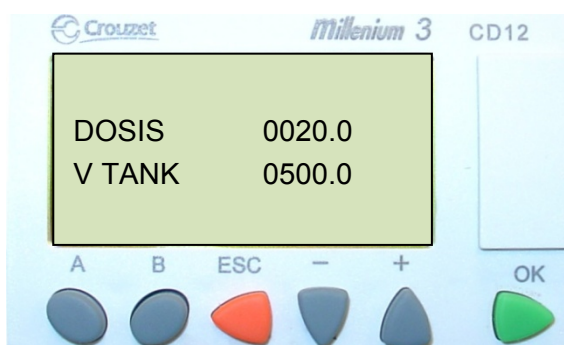 Crouzet Millenium 3 CD12
DOSIS 0020.0
V TANK 0500.0
A B ESC - + OK